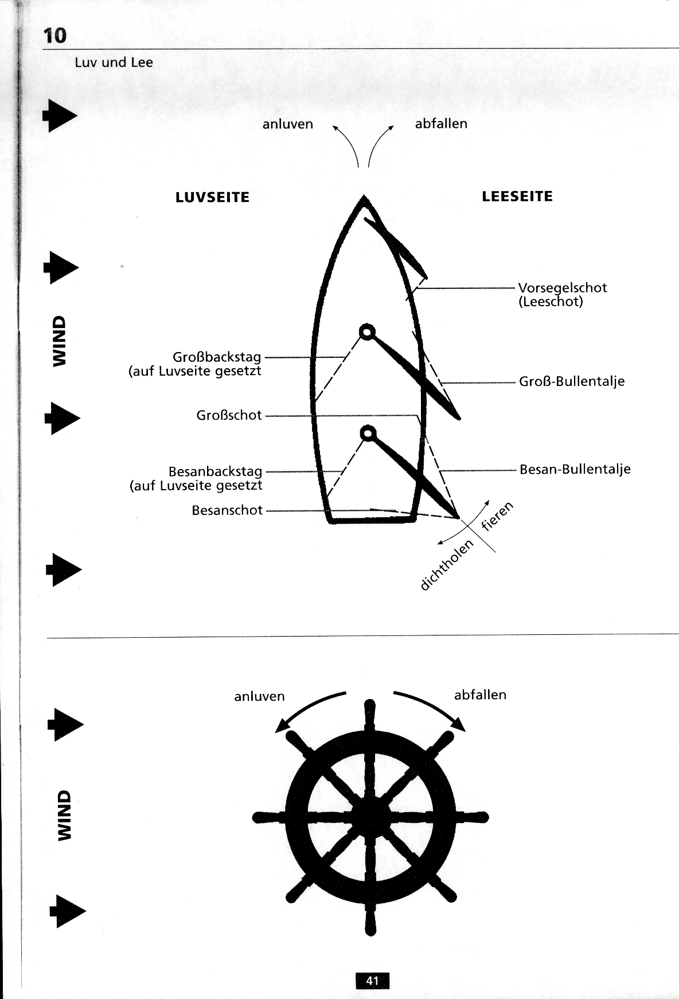 10
Luv und Lee
anluven
abfallen
LUVSEITE
LEESEITE
Vorsegelschot
(Leeschot)
WIND
Großbackstag
(auf Luvseite gesetzt
Groß-Bullentalje
Großschot
Besanbackstag
(auf Luvseite gesetzt
Besan-Bullentalje
Besanschot
fieren
dichtholen
anluven
abfallen
WIND
41